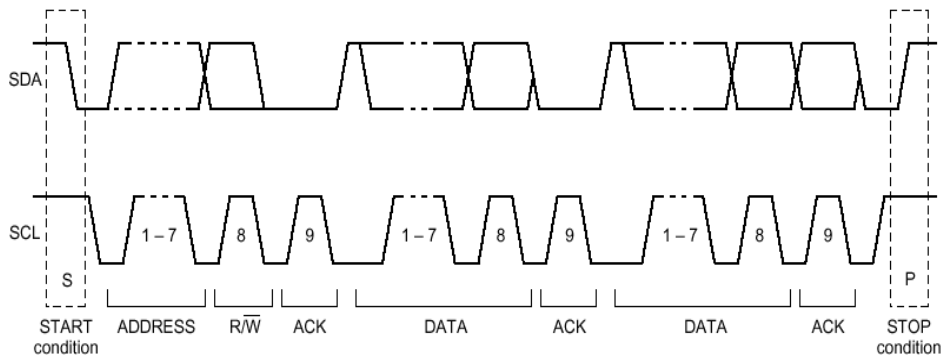 SDA
SCL
1 – 7 8 9 1 – 7 8 9 1 – 7 8 9
S P
START condition ADDRESS R/W̅ ACK DATA ACK DATA ACK STOP condition